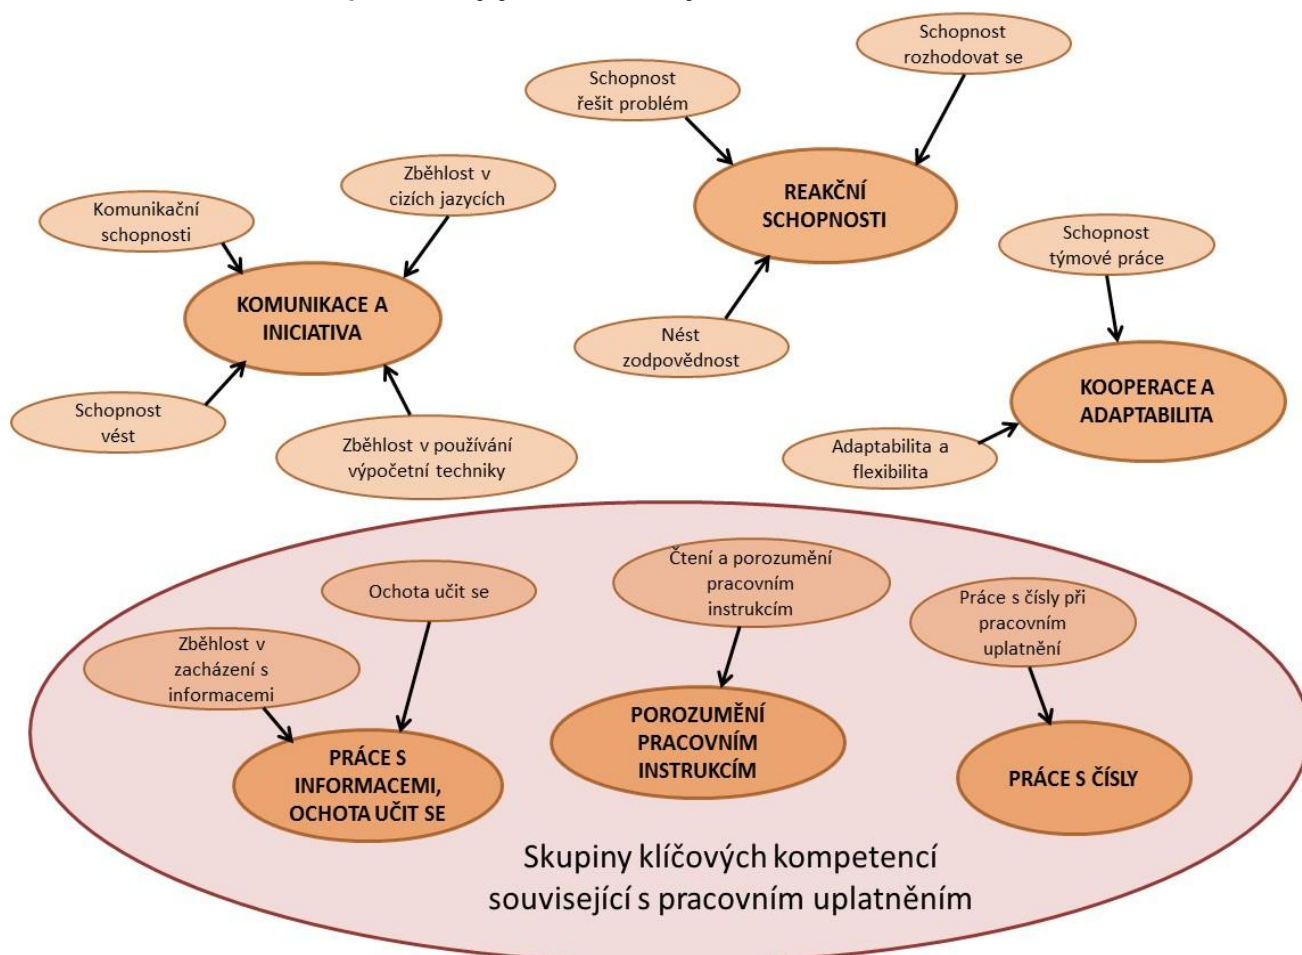 Schopnost
rozhodovat se
Schopnost
řešit problém
Zběhlost v
cizích jazycích
REAKČNÍ
SCHOPNOSTI
Komunikační
schopnosti
Schopnost
týmové práce
KOMUNIKACE A
INICIATIVA
Nést
zodpovědnost
KOOPERACE A
ADAPTABILITA
Schopnost
vést
Zběhlost v používání
výpočetní techniky
Adaptabilita a
flexibilita
Čtení a porozumění
pracovním
instrukcím
Ochota učit se
Práce s čísly při
pracovním
uplatnění
Zběhlost v
zacházení s
informacemi
POROZUMĚNÍ
PRACOVNÍM
INSTRUKCÍM
PRÁCE S
INFORMACEMI,
OCHOTA UČIT SE
PRÁCE S ČÍSLY
Skupiny klíčových kompetencí
související s pracovním uplatněním